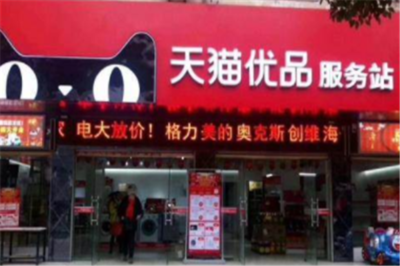 天猫优品 服务站
家 电大放价！格力美的奥克斯创维海